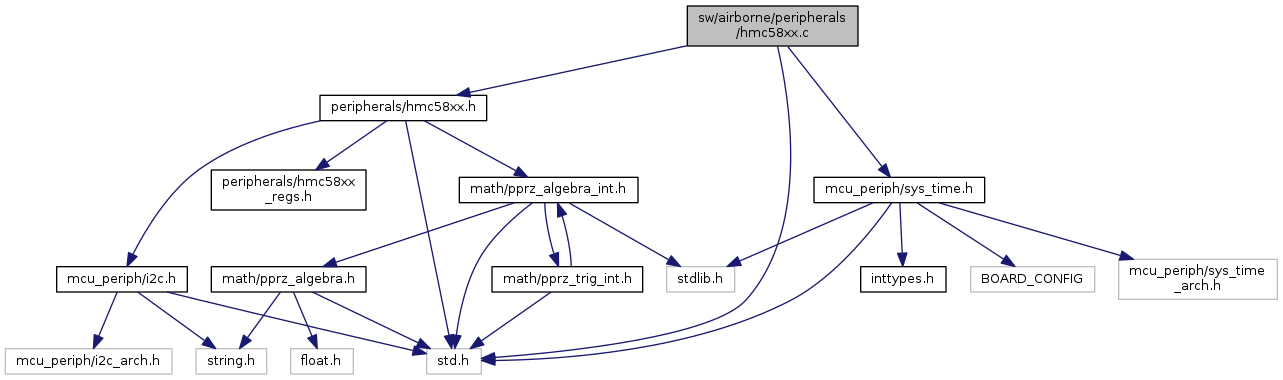 sw/airborne/peripherals
/hmc58xx.c
peripherals/hmc58xx.h
peripherals/hmc58xx
_regs.h
math/pprz_algebra_int.h
mcu_periph/sys_time.h
mcu_periph/i2c.h
math/pprz_algebra.h
math/pprz_trig_int.h
stdlib.h
inttypes.h
BOARD_CONFIG
mcu_periph/sys_time
_arch.h
mcu_periph/i2c_arch.h
string.h
float.h
std.h